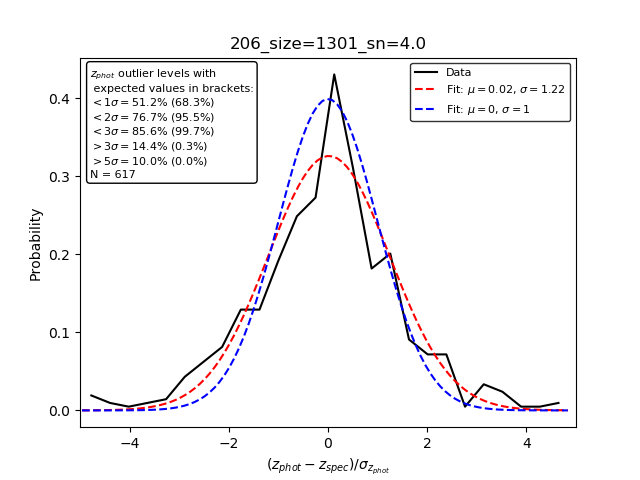 206_size=1301_sn=4.0
z_phot outlier levels with
expected values in brackets:
<1σ=51.2% (68.3%)
<2σ=76.7% (95.5%)
<3σ=85.6% (99.7%)
>3σ=14.4% (0.3%)
>5σ=10.0% (0.0%)
N = 617
Data
Fit: μ=0.02, σ=1.22
Fit: μ=0, σ=1
Probability
0.4
0.3
0.2
0.1
0.0
−4 −2 0 2 4
(z_phot − z_spec)/σ_z_phot